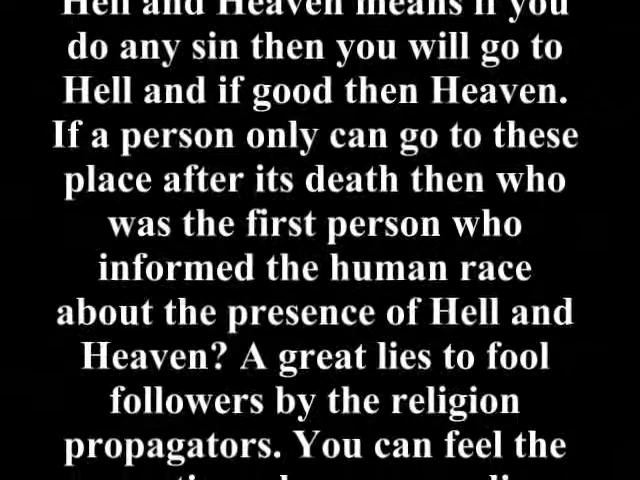 Hell and Heaven means if you
do any sin then you will go to
Hell and if good then Heaven.
If a person only can go to these
place after its death then who
was the first person who
informed the human race
about the presence of Hell and
Heaven? A great lies to fool
followers by the religion
propagators. You can feel the